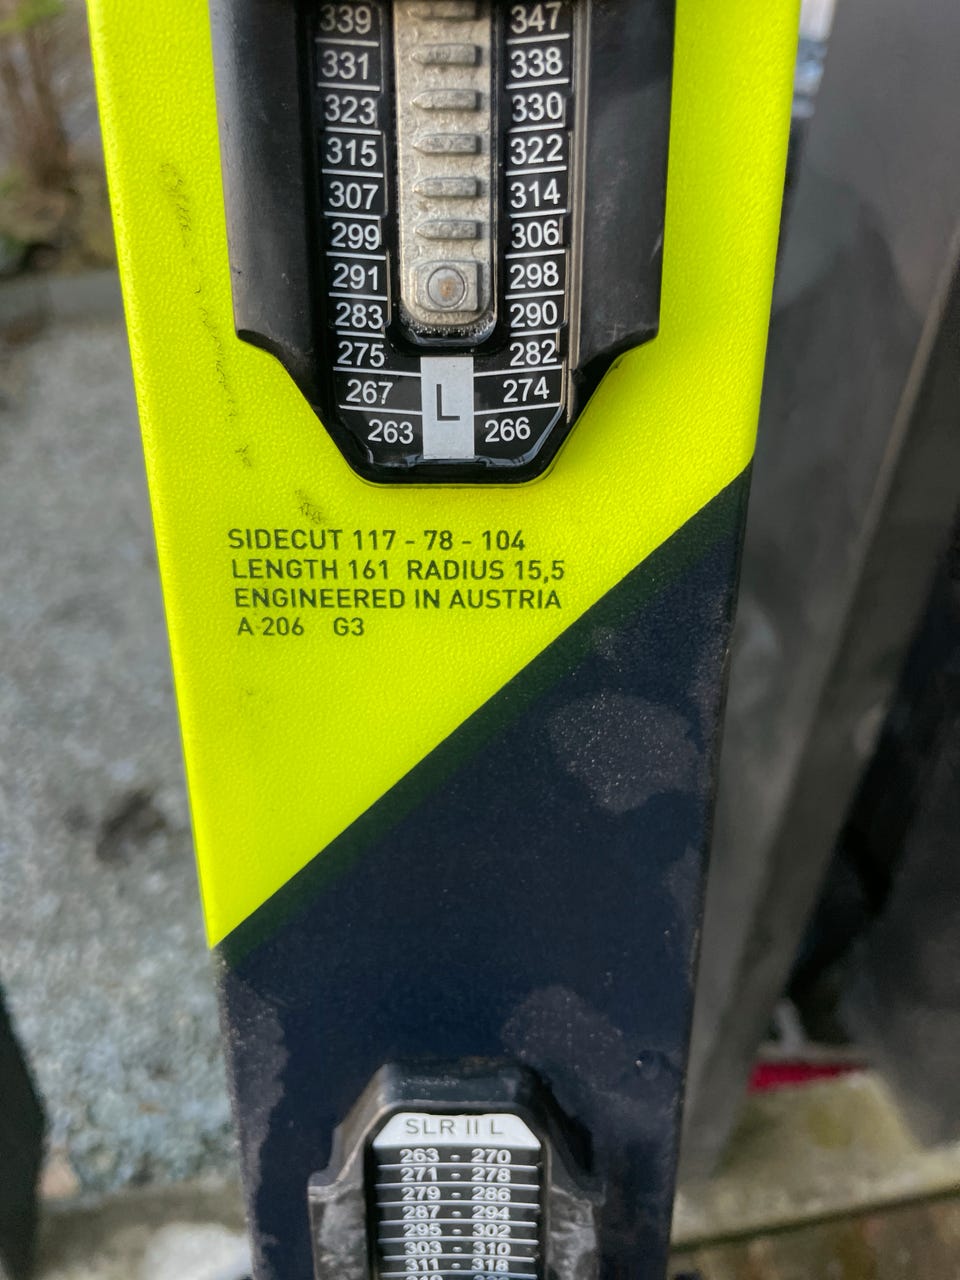 339 347
331 338
323 330
315 322
307 314
299 306
291 298
283 290
275 282
267 274
263 L 266
SIDECUT 117 - 78 - 104
LENGTH 161 RADIUS 15,5
ENGINEERED IN AUSTRIA
A-206 G3
SLR II L
263 - 270
271 - 278
279 - 286
287 - 294
295 - 302
303 - 310
311 - 318